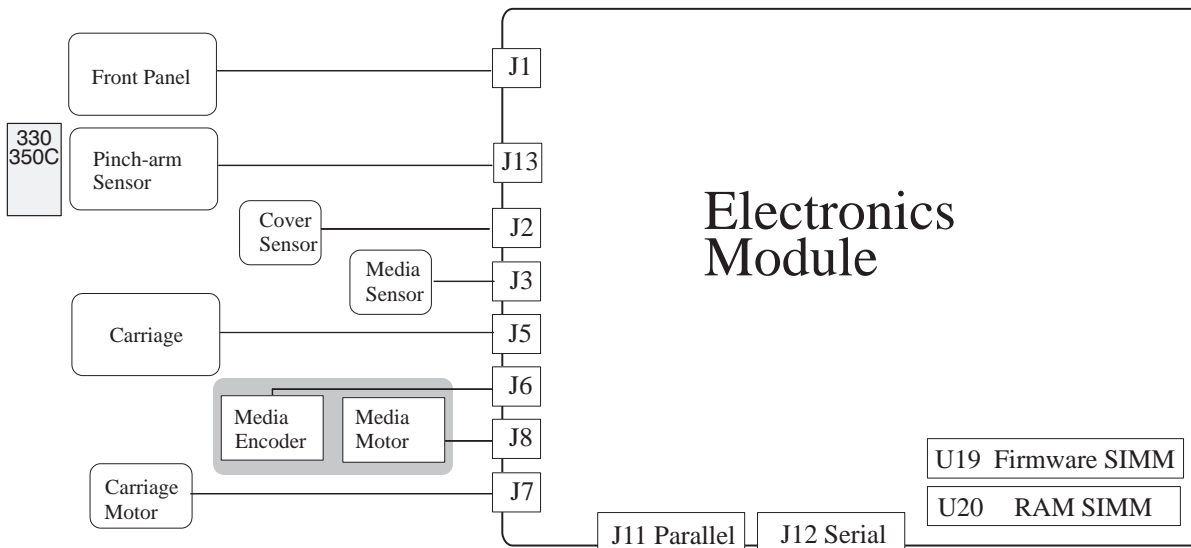 Front Panel
J1
330
350C
Pinch-arm
Sensor
J13
Cover
Sensor
J2
Media
Sensor
J3
Electronics
Module
Carriage
J5
J6
Media
Encoder
Media
Motor
J8
Carriage
Motor
J7
U19 Firmware SIMM
U20 RAM SIMM
J11 Parallel
J12 Serial